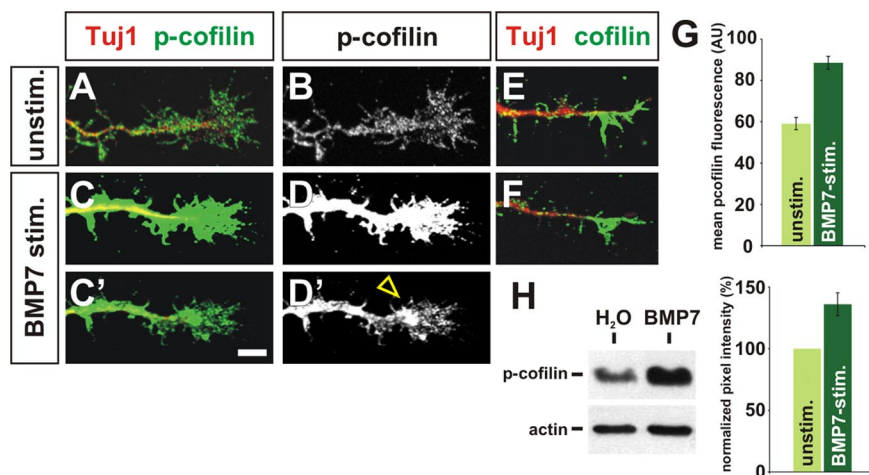 Tuj1 p-cofilin
p-cofilin
Tuj1 cofilin
unstim.
BMP7 stim.
A
B
C
D
C'
D'
E
F
G
mean pcofilin fluorescence (AU)
100
80
60
40
20
0
unstim.
BMP7-stim.
H
H₂O BMP7
p-cofilin
actin
normalized pixel intensity (%)
150
100
50
0
unstim.
BMP7-stim.